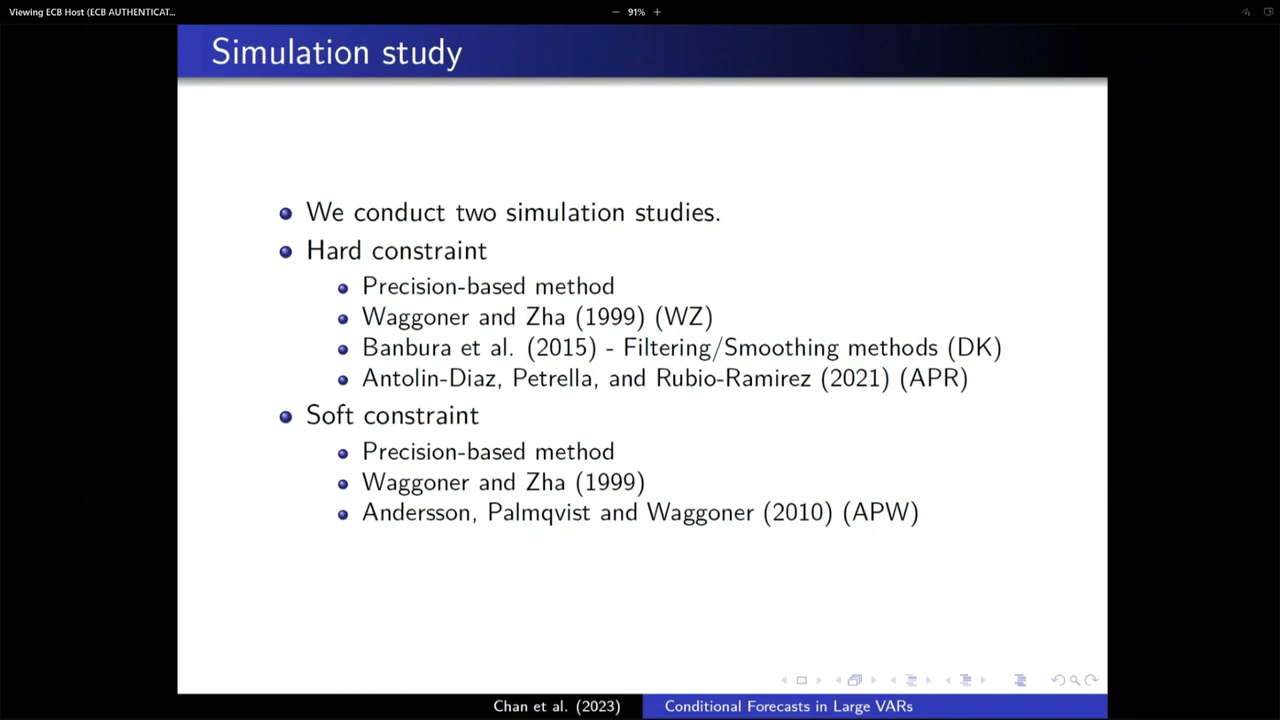 Viewing ECB Host (ECB AUTHENTICAT...
91%
Simulation study
We conduct two simulation studies.
Hard constraint
Precision-based method
Waggoner and Zha (1999) (WZ)
Banbura et al. (2015) - Filtering/Smoothing methods (DK)
Antolin-Diaz, Petrella, and Rubio-Ramirez (2021) (APR)
Soft constraint
Precision-based method
Waggoner and Zha (1999)
Andersson, Palmqvist and Waggoner (2010) (APW)
Chan et al. (2023)
Conditional Forecasts in Large VARs